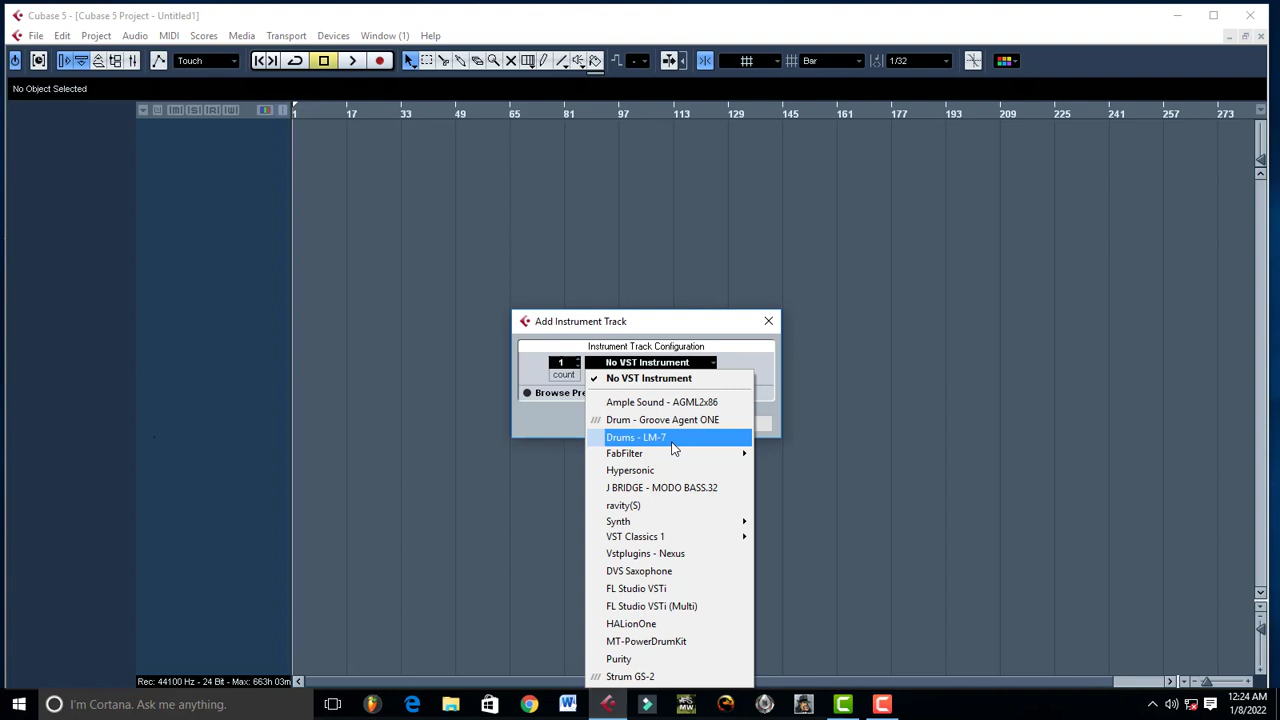 Cubase 5 - [Cubase 5 Project - Untitled1]
File Edit Project Audio MIDI Scores Media Transport Devices Window (1) Help
Touch Bar 1/32
No Object Selected
1 17 33 49 65 81 97 113 129 145 161 177 193 209 225 241 257 273
Add Instrument Track
Instrument Track Configuration
1 No VST Instrument
count
No VST Instrument
Browse Pre
Ample Sound - AGML2x86
Drum - Groove Agent ONE
Drums - LM-7
FabFilter
Hypersonic
J BRIDGE - MODO BASS.32
ravity(S)
Synth
VST Classics 1
Vstplugins - Nexus
DVS Saxophone
FL Studio VSTi
FL Studio VSTi (Multi)
HALionOne
MT-PowerDrumKit
Purity
Strum GS-2
Rec: 44100 Hz - 24 Bit - Max: 663h 03m
I'm Cortana. Ask me anything.
12:24 AM
1/8/2022